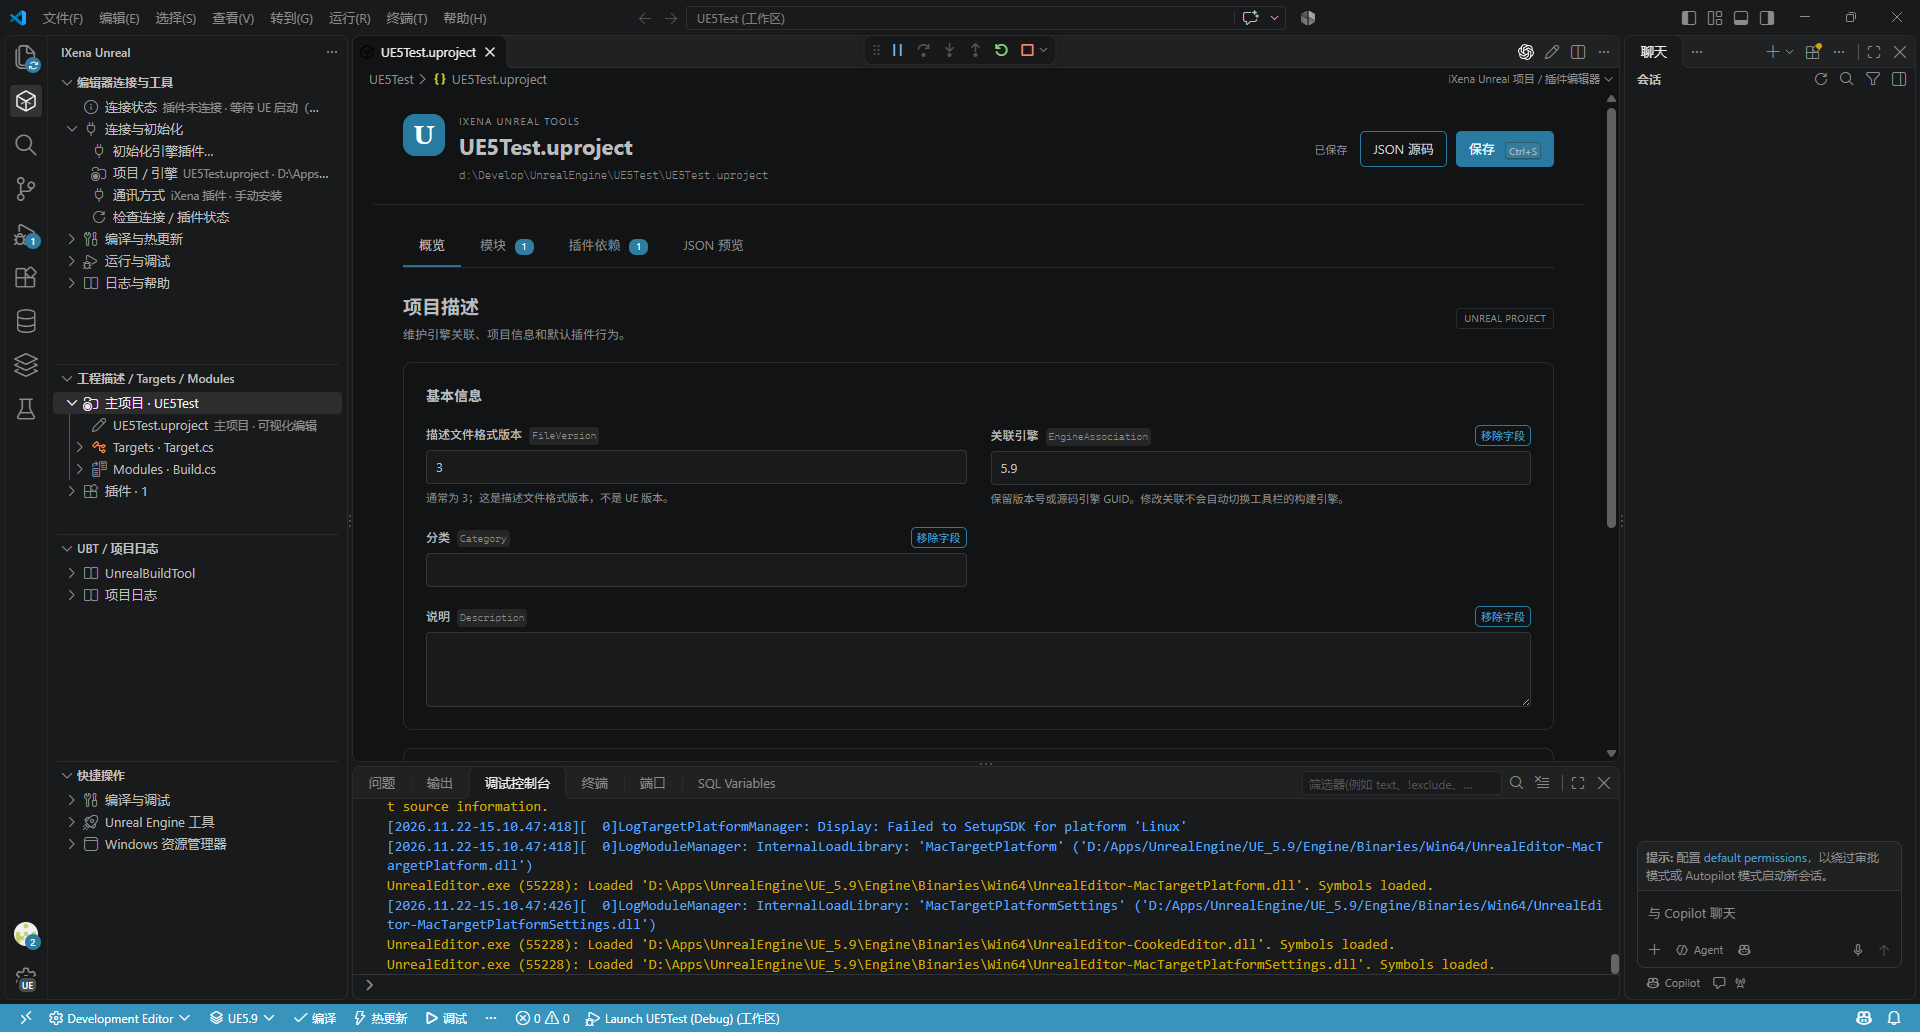 文件(F) 编辑(E) 选择(S) 查看(V) 转到(G) 运行(R) 终端(T) 帮助(H)
UE5Test (工作区)
IXena Unreal
编辑器连接与工具
连接状态 插件未连接 · 等待 UE 启动（...
连接与初始化
初始化引擎插件...
项目 / 引擎 UE5Test.uproject · D:\Apps...
通讯方式 iXena 插件 · 手动安装
检查连接 / 插件状态
编译与热更新
运行与调试
日志与帮助
工程描述 / Targets / Modules
主项目 · UE5Test
UE5Test.uproject 主项目 · 可视化编辑
Targets · Target.cs
Modules · Build.cs
插件 · 1
UBT / 项目日志
UnrealBuildTool
项目日志
快捷操作
编译与调试
Unreal Engine 工具
Windows 资源管理器
1
2
UE
UE5Test.uproject
UE5Test > {} UE5Test.uproject
iXena Unreal 项目 / 插件编辑器
U
IXENA UNREAL TOOLS
UE5Test.uproject
d:\Develop\UnrealEngine\UE5Test\UE5Test.uproject
已保存
JSON 源码
保存 Ctrl+S
概览
模块 1
插件依赖 1
JSON 预览
项目描述
维护引擎关联、项目信息和默认插件行为。
UNREAL PROJECT
基本信息
描述文件格式版本 FileVersion
3
通常为 3；这是描述文件格式版本，不是 UE 版本。
关联引擎 EngineAssociation
移除字段
5.9
保留版本号或源码引擎 GUID。修改关联不会自动切换工具栏的构建引擎。
分类 Category
移除字段
说明 Description
移除字段
问题 输出 调试控制台 终端 端口 SQL Variables
筛选器(例如 text、!exclude、...
t source information.
[2026.11.22-15.10.47:418][  0]LogTargetPlatformManager: Display: Failed to SetupSDK for platform 'Linux'
[2026.11.22-15.10.47:418][  0]LogModuleManager: InternalLoadLibrary: 'MacTargetPlatform' ('D:/Apps/UnrealEngine/UE_5.9/Engine/Binaries/Win64/UnrealEditor-MacT
argetPlatform.dll')
UnrealEditor.exe (55228): Loaded 'D:\Apps\UnrealEngine\UE_5.9\Engine\Binaries\Win64\UnrealEditor-MacTargetPlatform.dll'. Symbols loaded.
[2026.11.22-15.10.47:426][  0]LogModuleManager: InternalLoadLibrary: 'MacTargetPlatformSettings' ('D:/Apps/UnrealEngine/UE_5.9/Engine/Binaries/Win64/UnrealEdi
tor-MacTargetPlatformSettings.dll')
UnrealEditor.exe (55228): Loaded 'D:\Apps\UnrealEngine\UE_5.9\Engine\Binaries\Win64\UnrealEditor-CookedEditor.dll'. Symbols loaded.
UnrealEditor.exe (55228): Loaded 'D:\Apps\UnrealEngine\UE_5.9\Engine\Binaries\Win64\UnrealEditor-MacTargetPlatformSettings.dll'. Symbols loaded.
聊天
会话
提示: 配置 default permissions，以绕过审批
模式或 Autopilot 模式启动新会话。
与 Copilot 聊天
Agent
Copilot
Development Editor UE5.9 编译 热更新 调试 ... 0 0 Launch UE5Test (Debug) (工作区)